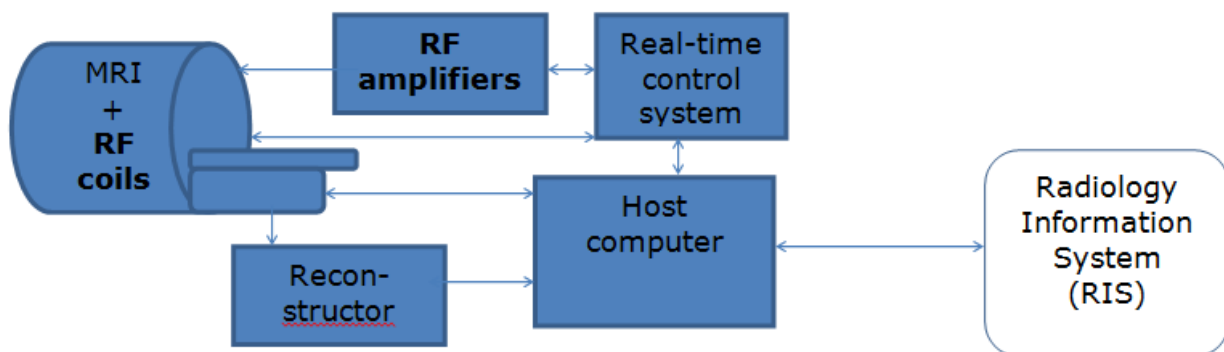 MRI
+
RF
coils
RF
amplifiers
Real-time
control
system
Recon-
structor
Host
computer
Radiology
Information
System
(RIS)